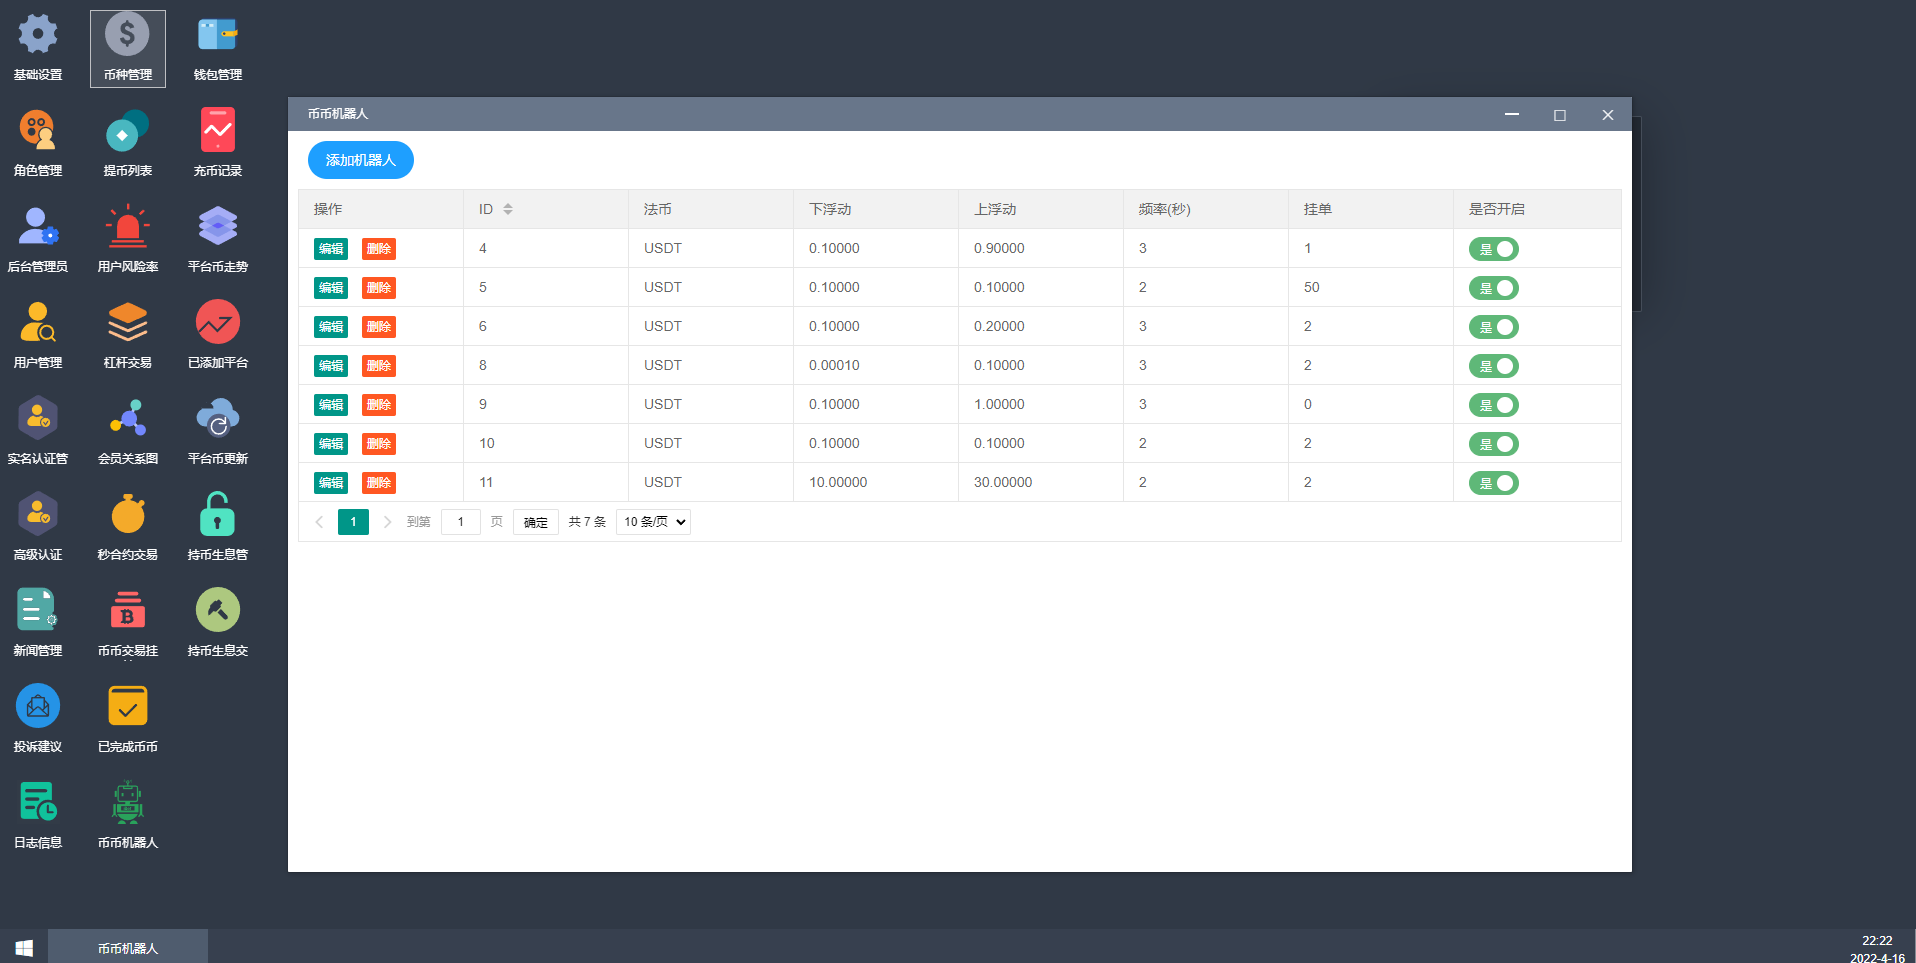 基础设置
币种管理
钱包管理
角色管理
提币列表
充币记录
后台管理员
用户风险率
平台币走势
用户管理
杠杆交易
已添加平台
实名认证管
会员关系图
平台币更新
高级认证
秒合约交易
持币生息管
新闻管理
币币交易挂
持币生息交
投诉建议
已完成币币
日志信息
币币机器人
币币机器人
添加机器人
操作 ID 法币 下浮动 上浮动 频率(秒) 挂单 是否开启
编辑 删除 4 USDT 0.10000 0.90000 3 1 是
编辑 删除 5 USDT 0.10000 0.10000 2 50 是
编辑 删除 6 USDT 0.10000 0.20000 3 2 是
编辑 删除 8 USDT 0.00010 0.10000 3 2 是
编辑 删除 9 USDT 0.10000 1.00000 3 0 是
编辑 删除 10 USDT 0.10000 0.10000 2 2 是
编辑 删除 11 USDT 10.00000 30.00000 2 2 是
1 到第 1 页 确定 共 7 条 10 条/页
币币机器人
22:22
2022-4-16